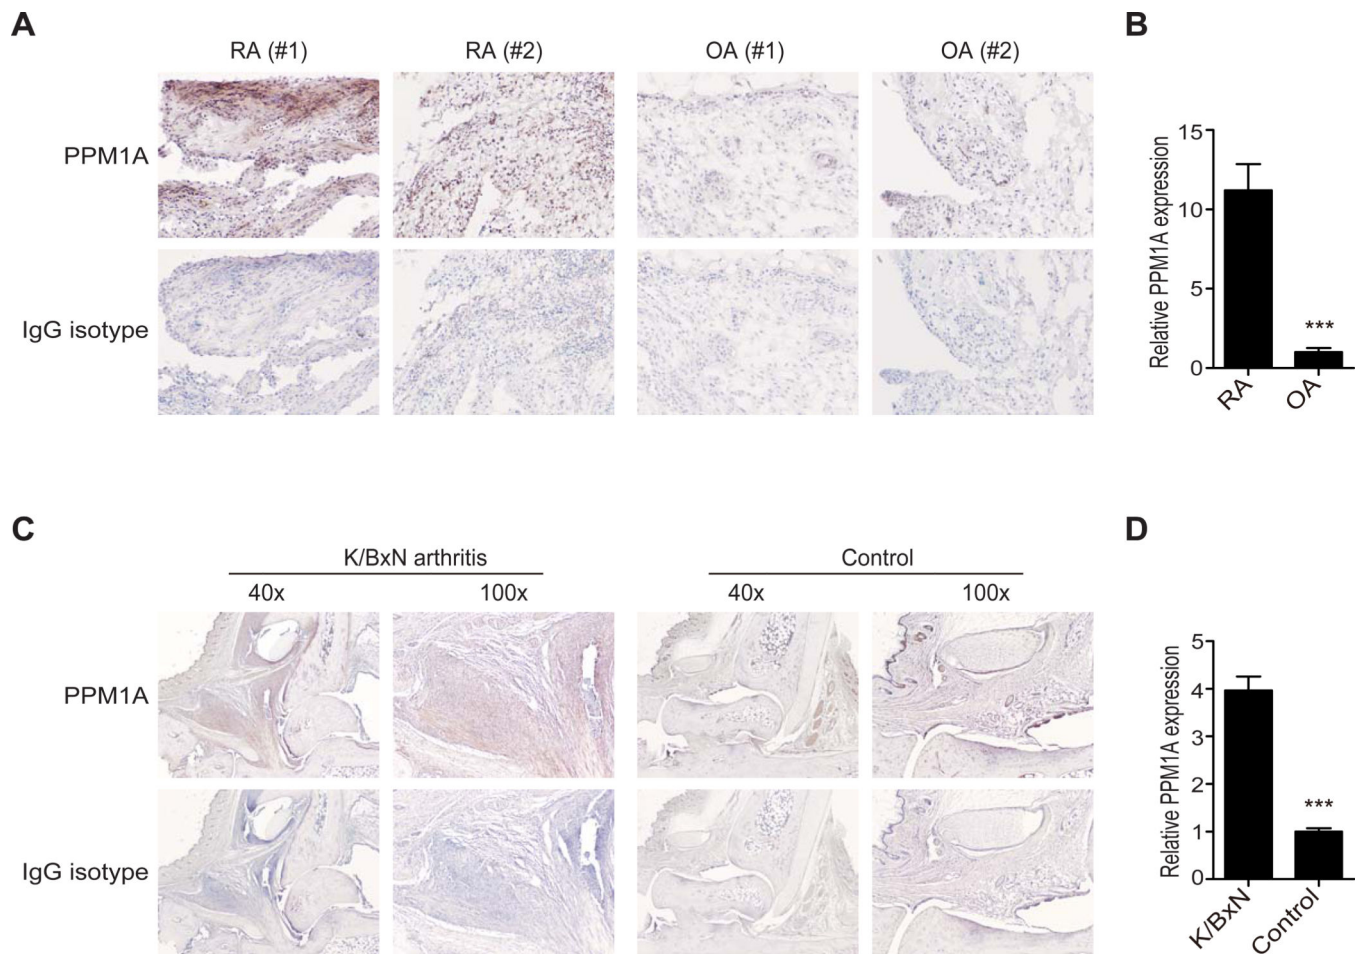 A
RA (#1)
RA (#2)
OA (#1)
OA (#2)
PPM1A
IgG isotype
B
Relative PPM1A expression
15
10
5
0
***
RA
OA
C
K/BxN arthritis
Control
40x
100x
40x
100x
PPM1A
IgG isotype
D
Relative PPM1A expression
5
4
3
2
1
0
***
K/BxN
Control